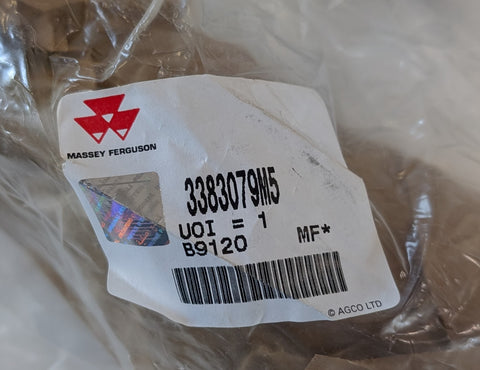 MASSEY FERGUSON
3383079M5
UOI = 1
B9120 MF*
© AGCO LTD